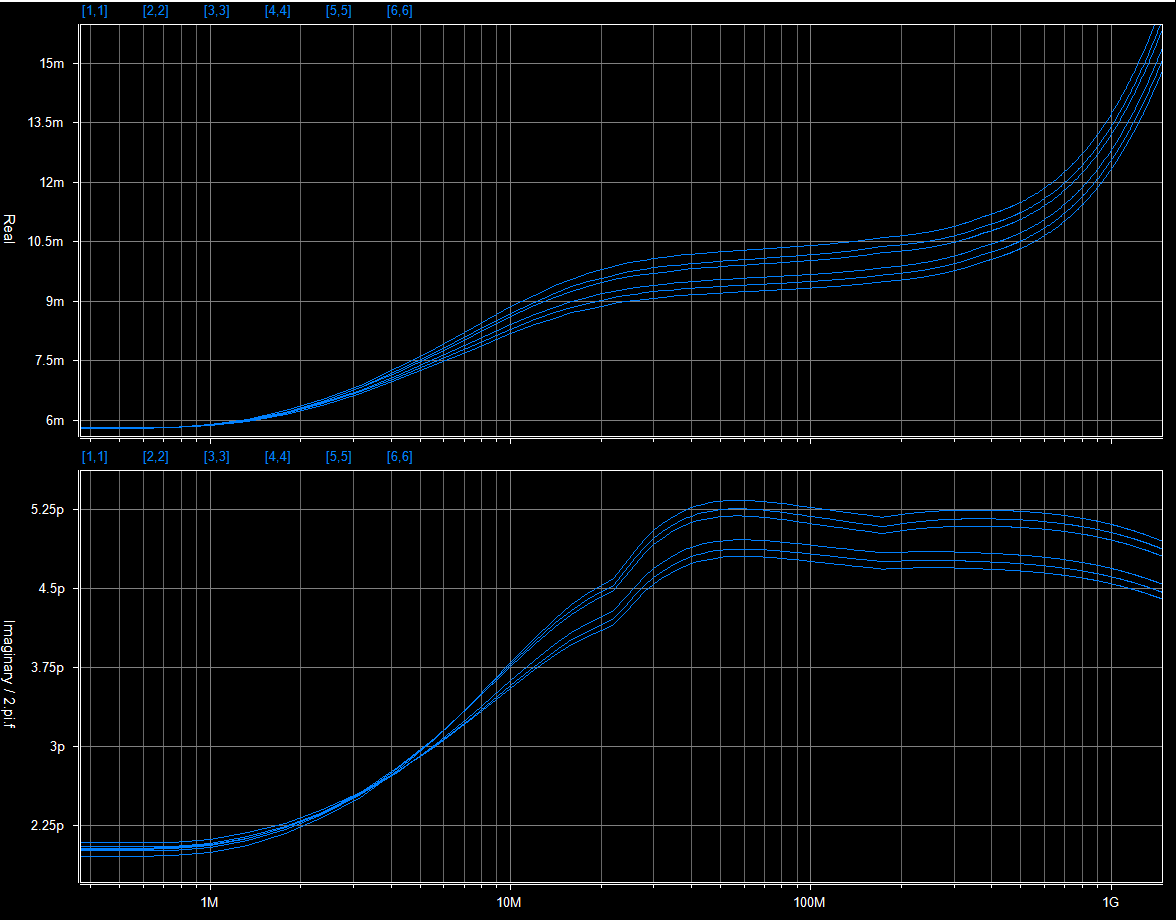 [1,1] [2,2] [3,3] [4,4] [5,5] [6,6]
15m
13.5m
12m
Real
10.5m
9m
7.5m
6m
[1,1] [2,2] [3,3] [4,4] [5,5] [6,6]
5.25p
4.5p
Imaginary / 2.pi.f
3.75p
3p
2.25p
1M 10M 100M 1G